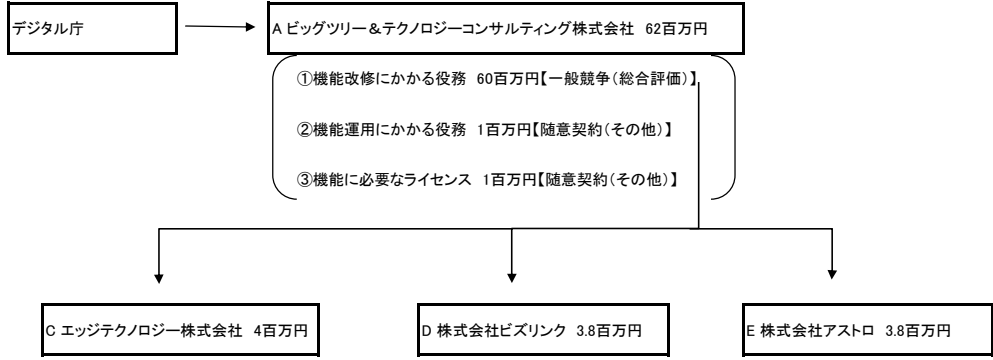 デジタル庁
A ビッグツリー&テクノロジーコンサルティング株式会社 62百万円
①機能改修にかかる役務 60百万円【一般競争(総合評価)】
②機能運用にかかる役務 1百万円【随意契約(その他)】
③機能に必要なライセンス 1百万円【随意契約(その他)】
C エッジテクノロジー株式会社 4百万円
D 株式会社ビズリンク 3.8百万円
E 株式会社アストロ 3.8百万円